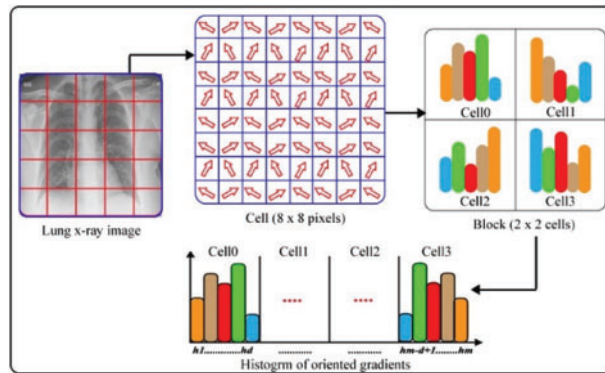 Cell0
Cell1
Cell2
Cell3
Lung x-ray image
Cell (8 x 8 pixels)
Block (2 x 2 cells)
Cell0
Cell1
Cell2
Cell3
h1..............hd
............
............
hm-d+1.......hm
Histogrm of oriented gradients